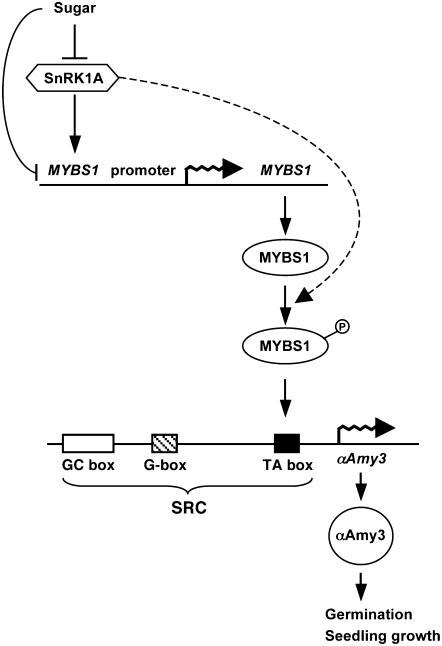 Sugar
SnRK1A
MYBS1 promoter MYBS1
MYBS1
P
MYBS1
αAmy3
GC box G-box TA box
SRC
αAmy3
Germination
Seedling growth